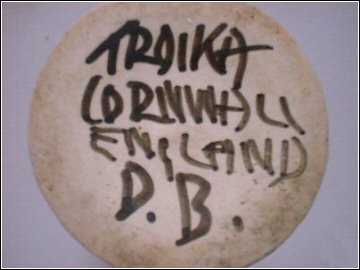 TROIKA
CORNWALL
ENGLAND
D.B.